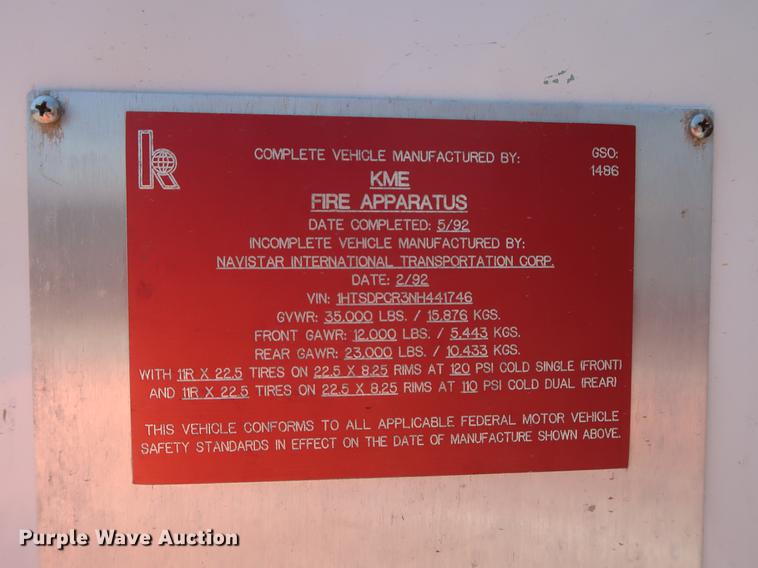 k
COMPLETE VEHICLE MANUFACTURED BY:
GSO:
1486
KME
FIRE APPARATUS
DATE COMPLETED: 5/92
INCOMPLETE VEHICLE MANUFACTURED BY:
NAVISTAR INTERNATIONAL TRANSPORTATION CORP.
DATE: 2/92
VIN: 1HTSDPCR3NH441746
GVWR: 35.000 LBS. / 15.876 KGS.
FRONT GAWR: 12.000 LBS. / 5.443 KGS.
REAR GAWR: 23.000 LBS. / 10.433 KGS.
WITH 11R X 22.5 TIRES ON 22.5 X 8.25 RIMS AT 120 PSI COLD SINGLE (FRONT)
AND 11R X 22.5 TIRES ON 22.5 X 8.25 RIMS AT 110 PSI COLD DUAL (REAR)
THIS VEHICLE CONFORMS TO ALL APPLICABLE FEDERAL MOTOR VEHICLE
SAFETY STANDARDS IN EFFECT ON THE DATE OF MANUFACTURE SHOWN ABOVE.
Purple Wave Auction